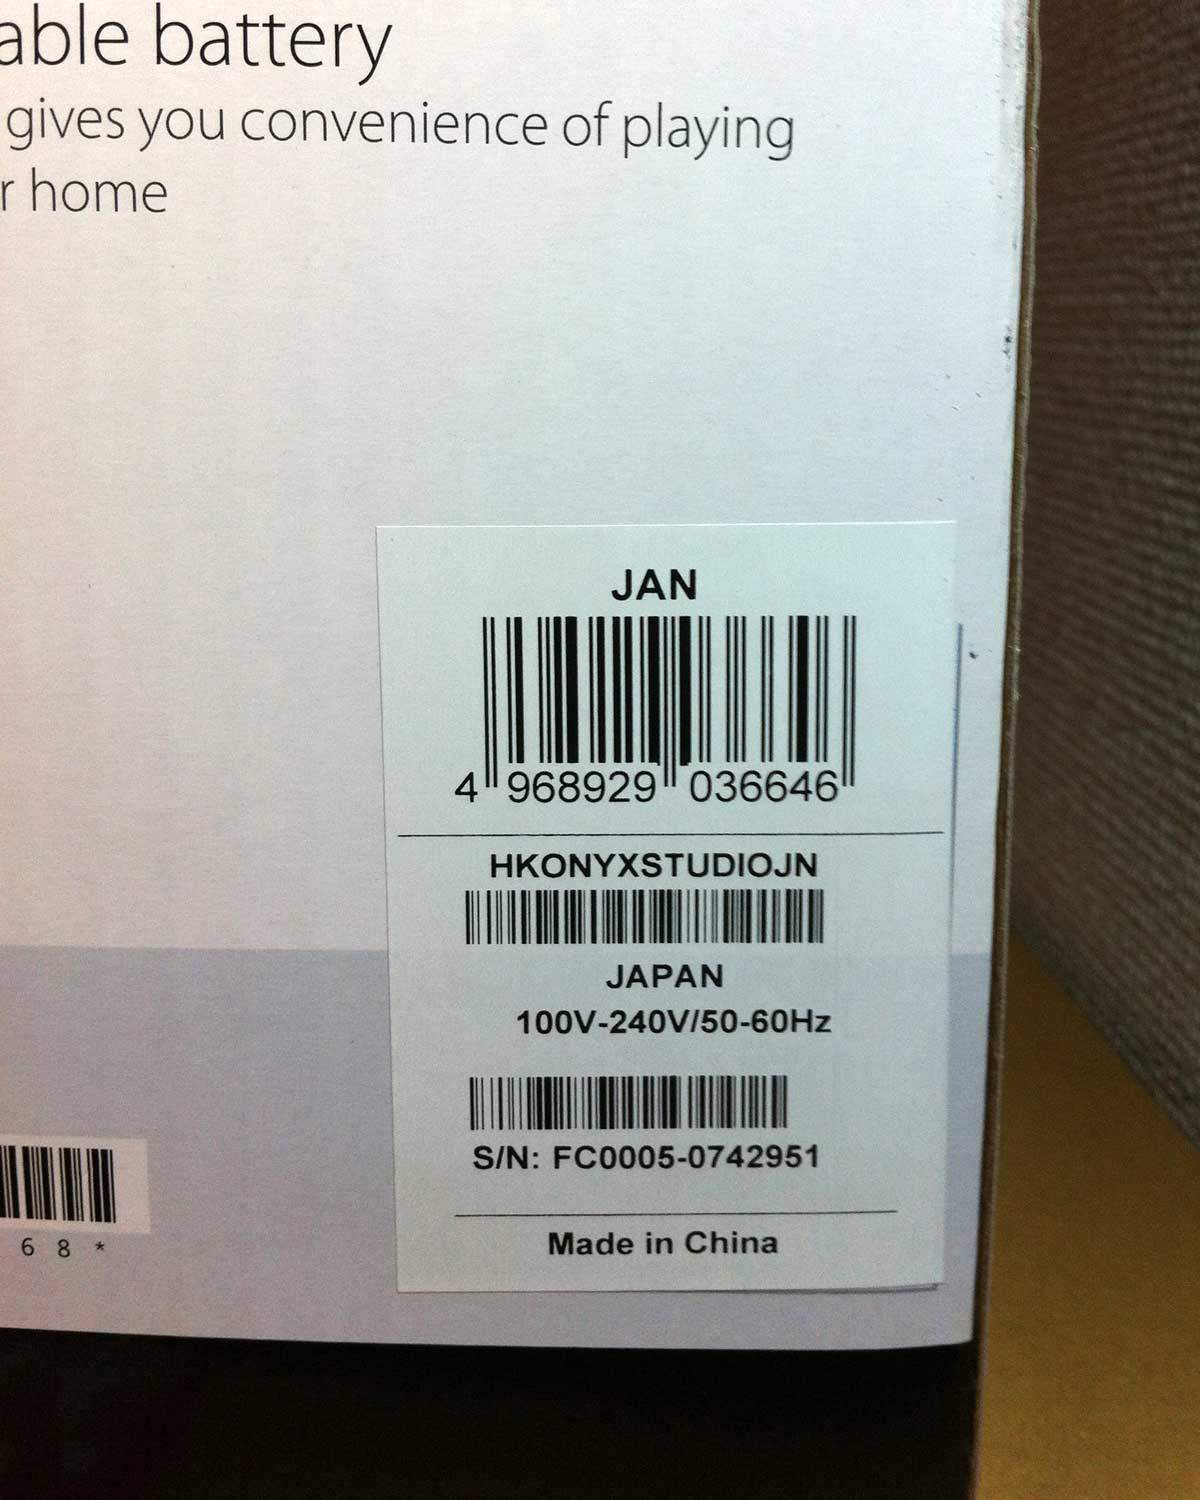 able battery
gives you convenience of playing
r home
JAN
4 968929 036646
HKONYXSTUDIOJN
JAPAN
100V-240V/50-60Hz
S/N: FC0005-0742951
Made in China
6 8 *